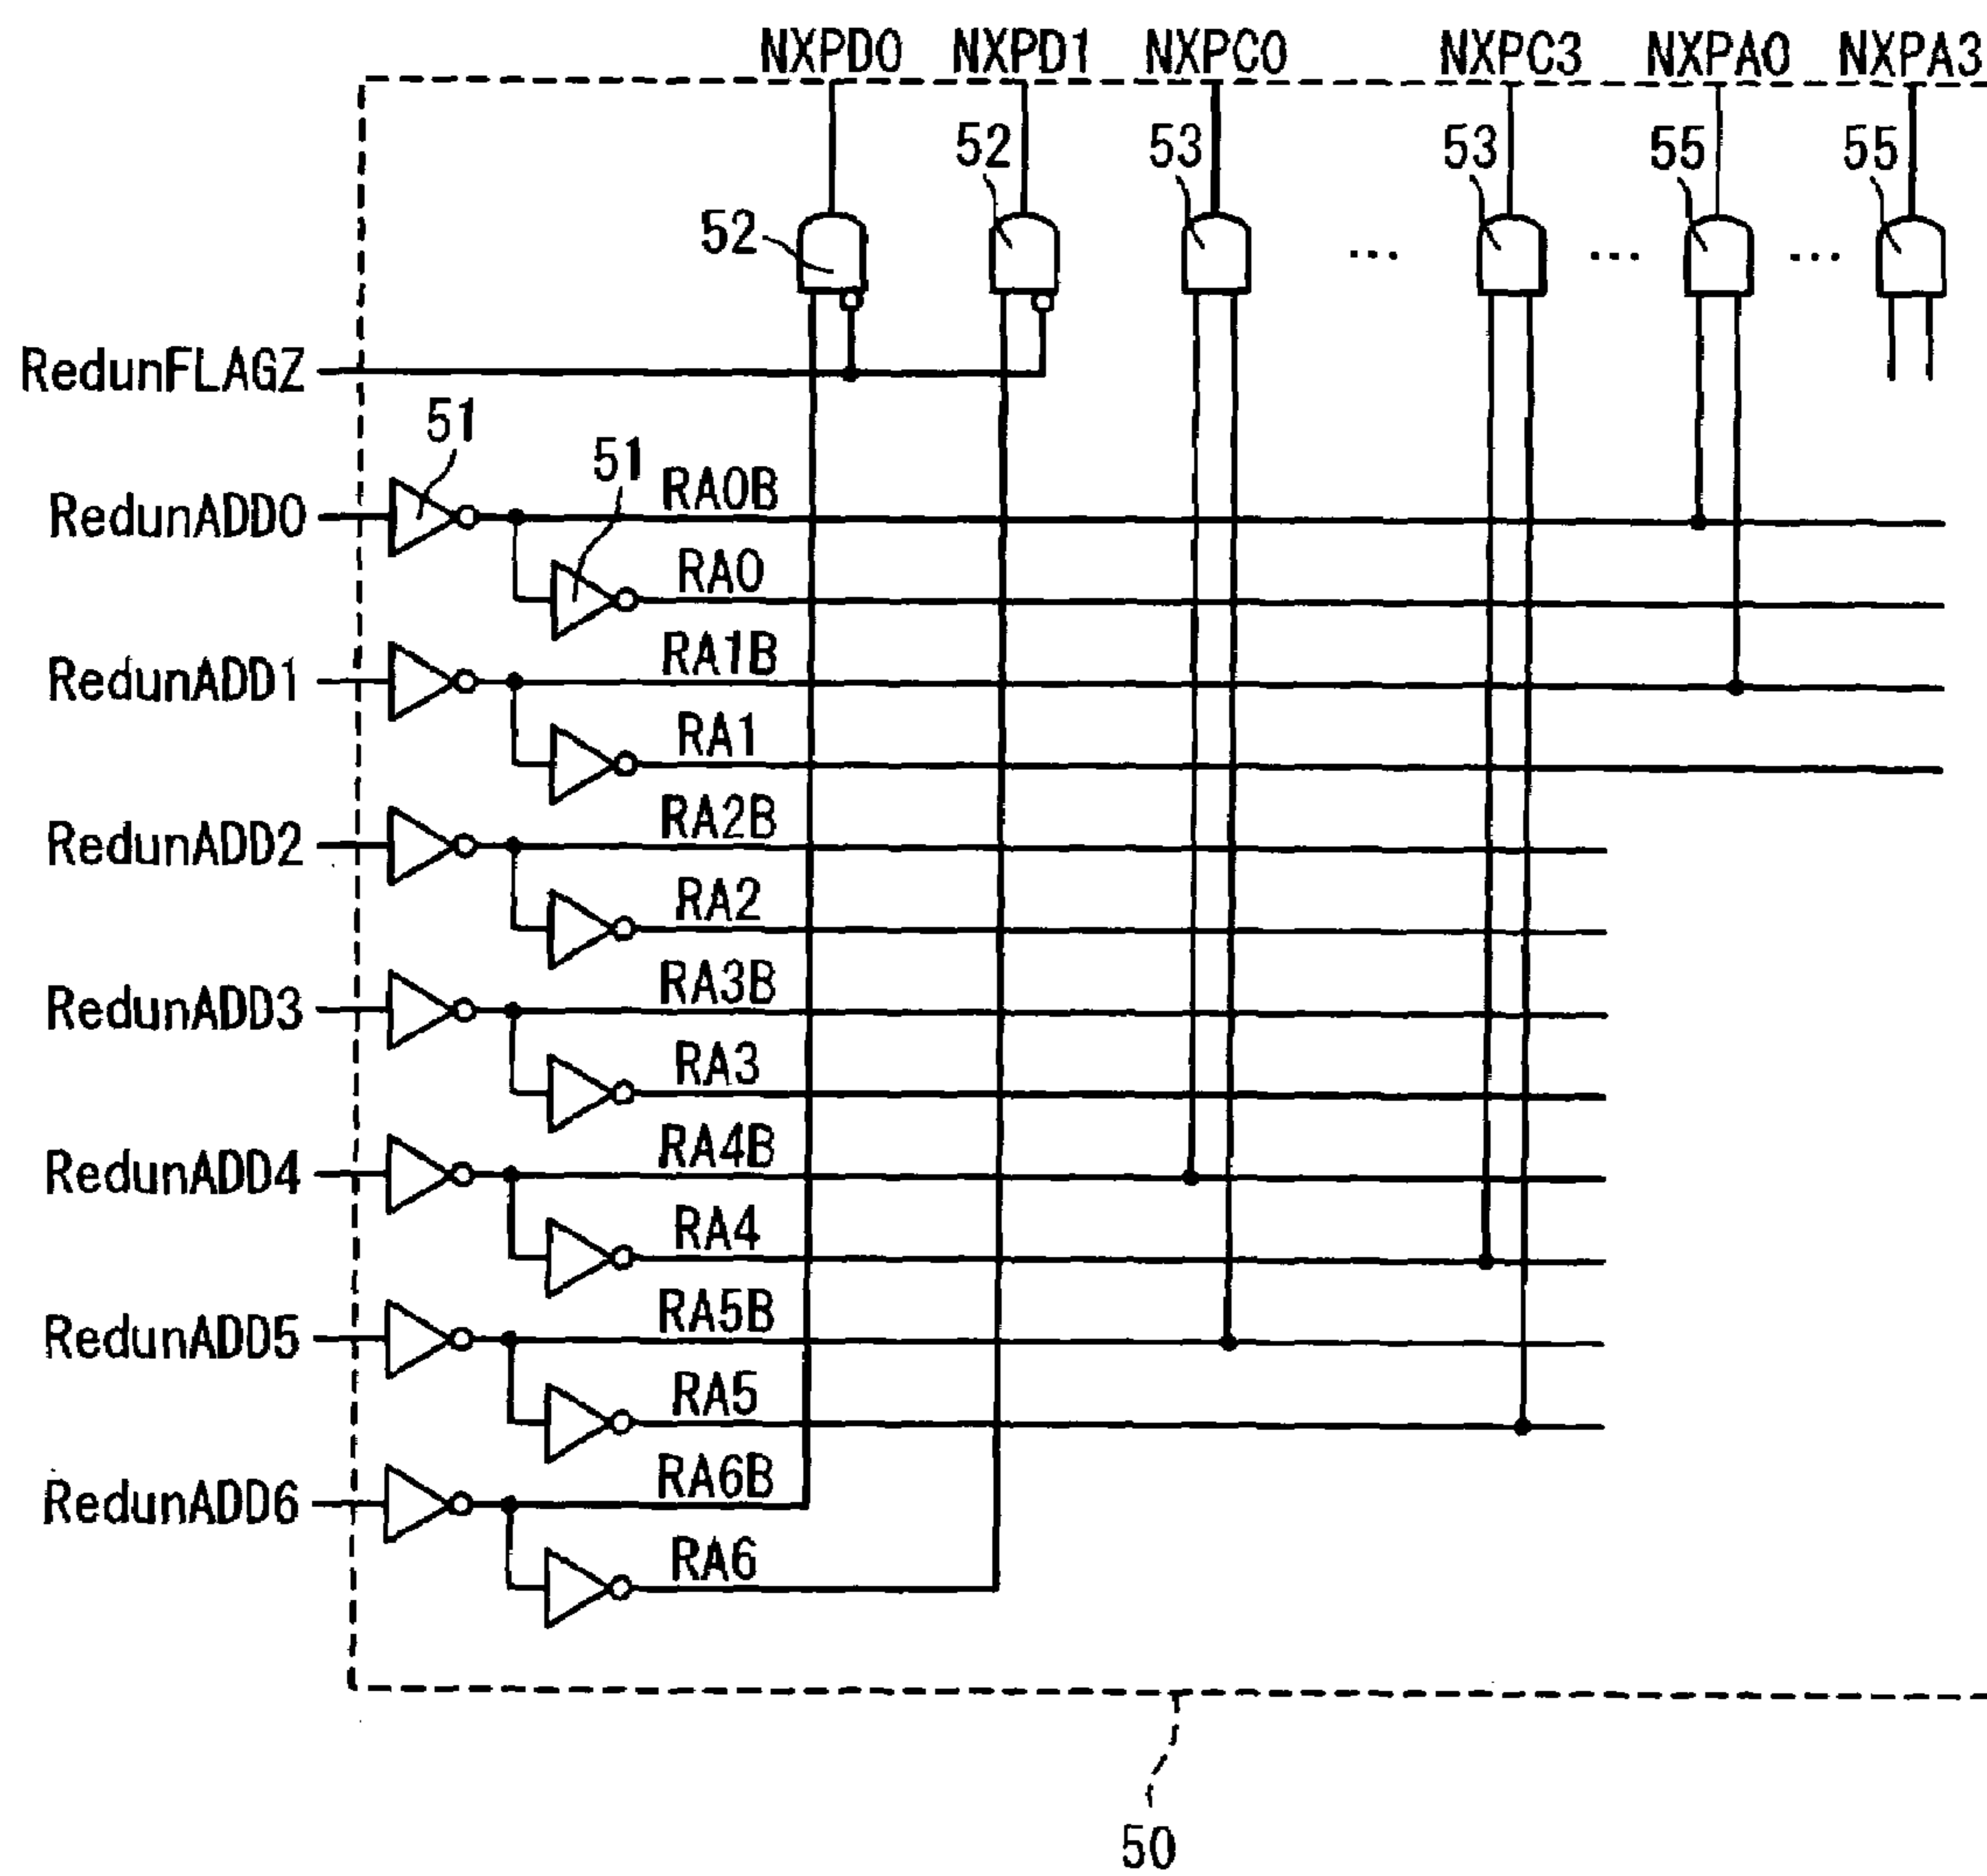 NXPD0 NXPD1 NXPC0 NXPC3 NXPA0 NXPA3
52 53 53 55 55
52
... ... ...
RedunFLAGZ
51
51
RedunADD0 RA0B
RA0
RedunADD1 RA1B
RA1
RedunADD2 RA2B
RA2
RedunADD3 RA3B
RA3
RedunADD4 RA4B
RA4
RedunADD5 RA5B
RA5
RedunADD6 RA6B
RA6
50